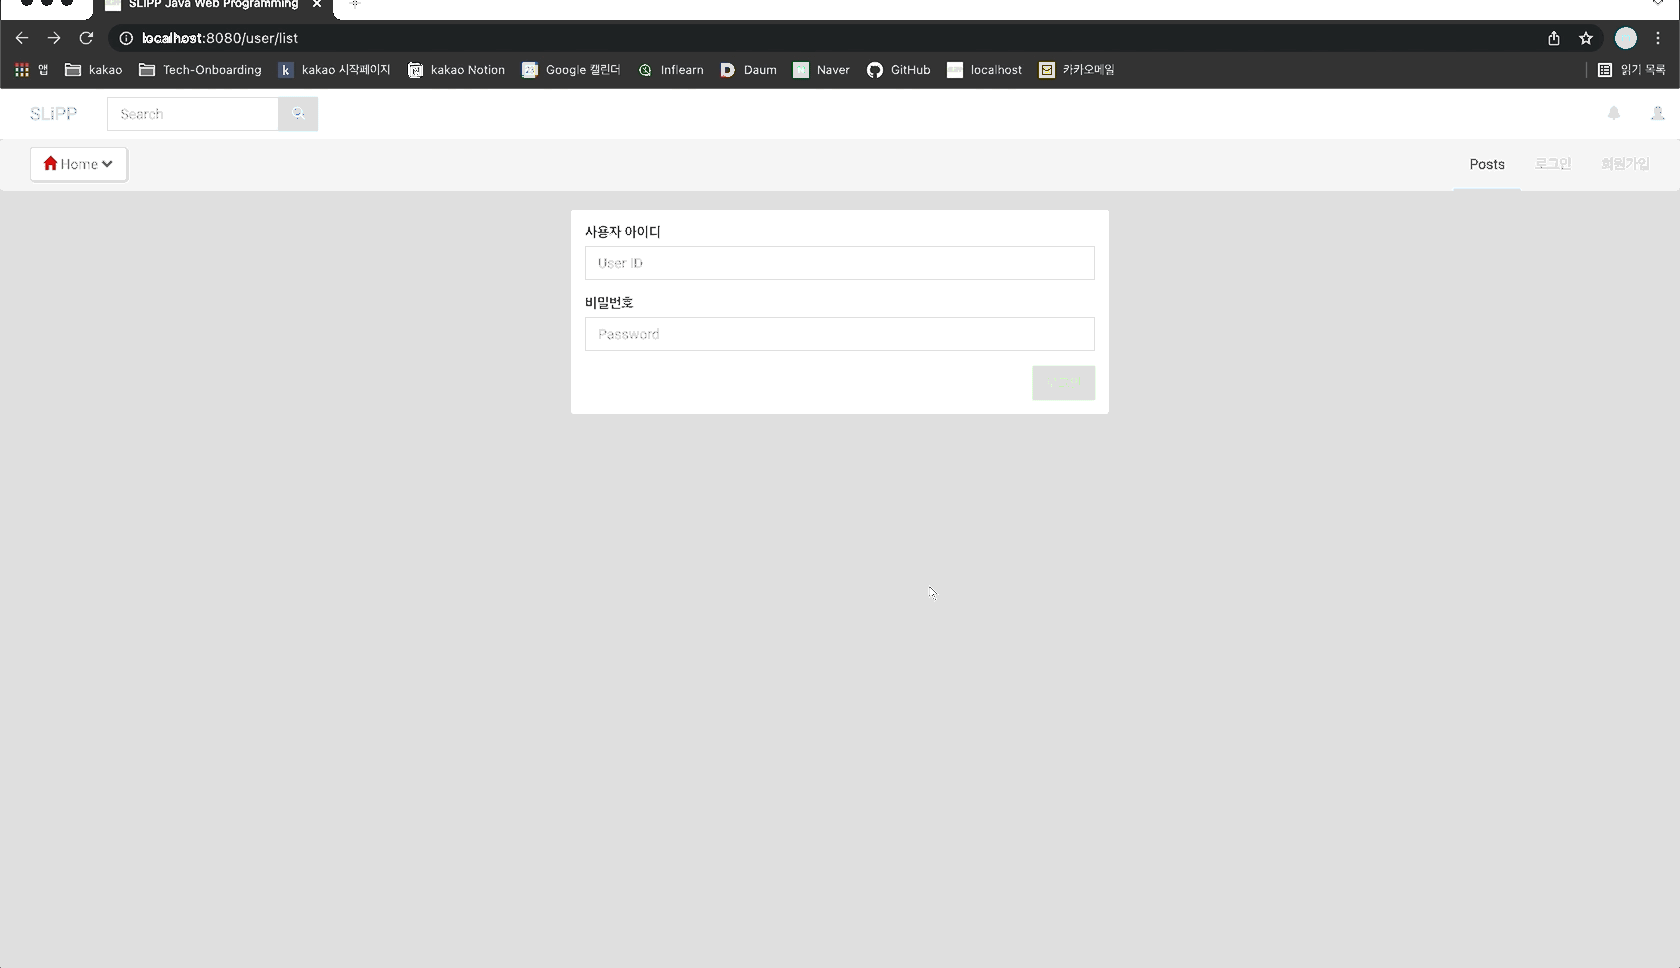 SLiPP Java Web Programming
localhost:8080/user/list
앱 kakao Tech-Onboarding kakao 시작페이지 kakao Notion Google 캘린더 Inflearn Daum Naver GitHub localhost 카카오메일 읽기 목록
SLiPP Search
Home Posts 로그인 회원가입
사용자 아이디
User ID
비밀번호
Password